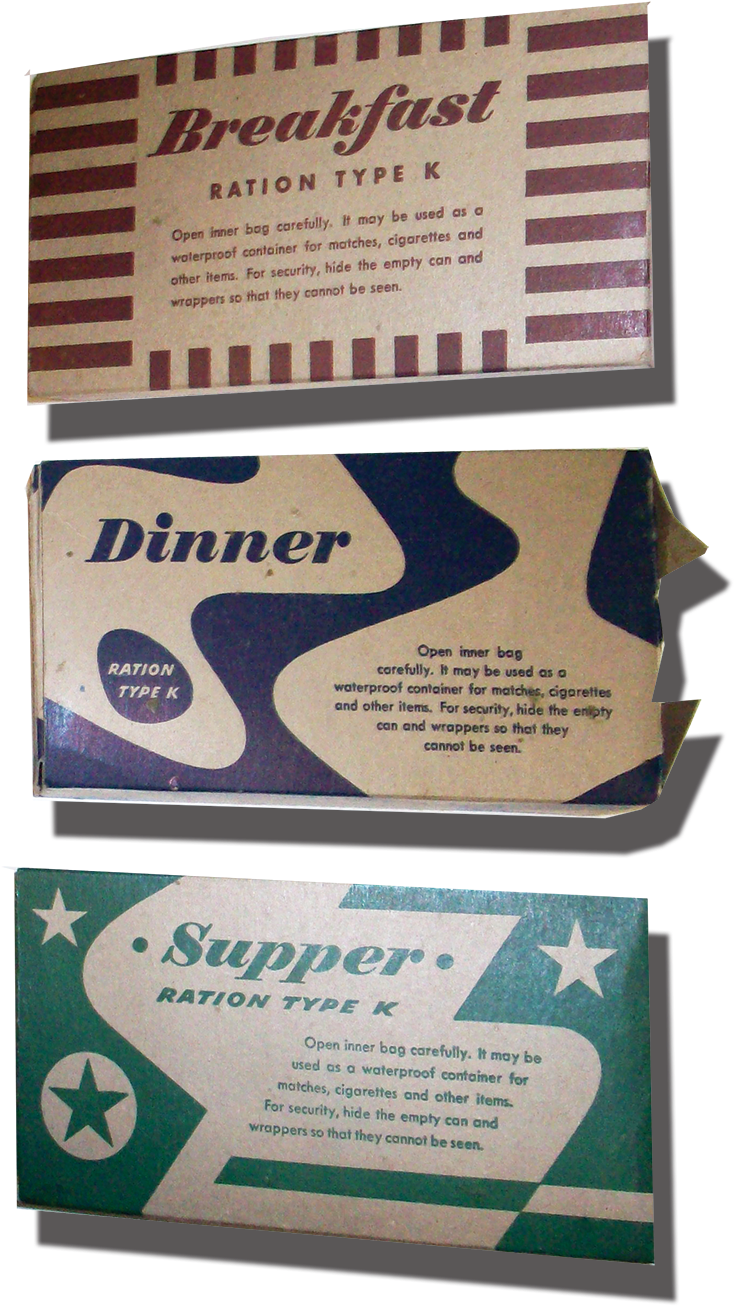 Breakfast
RATION TYPE K
Open inner bag carefully. It may be used as a
waterproof container for matches, cigarettes and
other items. For security, hide the empty can and
wrappers so that they cannot be seen.
Dinner
RATION
TYPE K
Open inner bag
carefully. It may be used as a
waterproof container for matches, cigarettes
and other items. For security, hide the empty
can and wrappers so that they
cannot be seen.
• Supper •
RATION TYPE K
Open inner bag carefully. It may be
used as a waterproof container for
matches, cigarettes and other items.
For security, hide the empty can and
wrappers so that they cannot be seen.